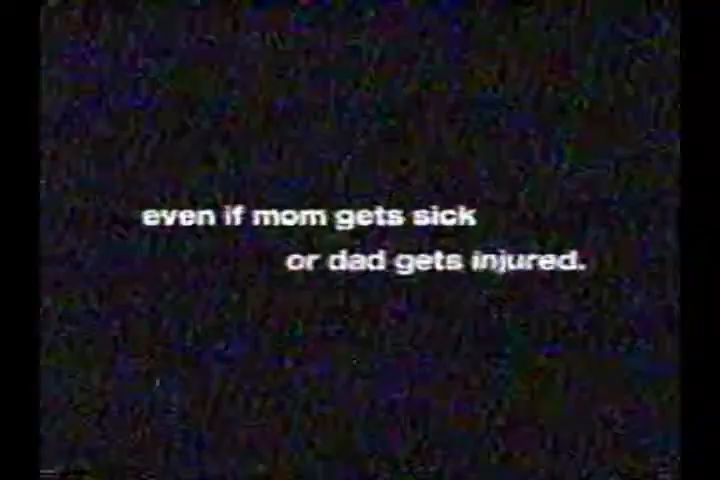 even if mom gets sick
or dad gets injured.